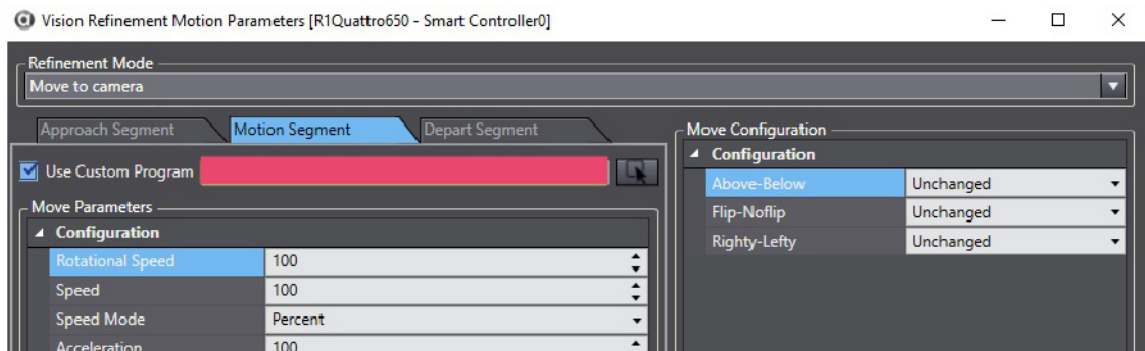 Vision Refinement Motion Parameters [R1Quattro650 - Smart Controller0]
Refinement Mode
Move to camera
Approach Segment Motion Segment Depart Segment
Use Custom Program
Move Parameters
Configuration
Rotational Speed 100
Speed 100
Speed Mode Percent
Acceleration 100
Move Configuration
Configuration
Above-Below Unchanged
Flip-Noflip Unchanged
Righty-Lefty Unchanged